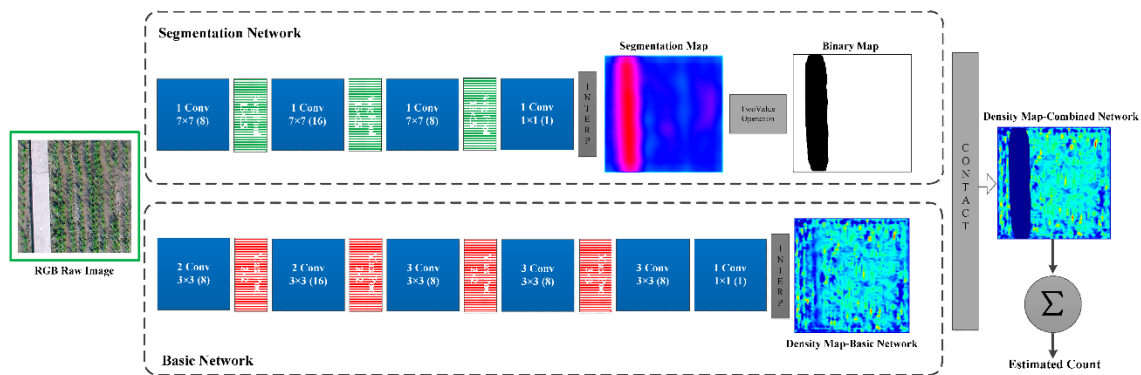 Segmentation Network
1 Conv
7×7 (8)
1 Conv
7×7 (16)
1 Conv
7×7 (8)
1 Conv
1×1 (1)
INTERP
Segmentation Map
TwoValue
Operation
Binary Map
RGB Raw Image
2 Conv
3×3 (8)
2 Conv
3×3 (16)
3 Conv
3×3 (8)
3 Conv
3×3 (8)
3 Conv
3×3 (8)
1 Conv
1×1 (1)
INTERP
Density Map-Basic Network
Basic Network
CONTACT
Density Map-Combined Network
Σ
Estimated Count